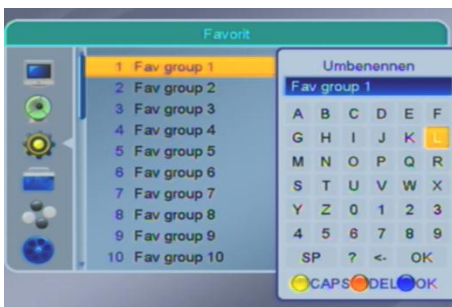 Favorit
1 Fav group 1
2 Fav group 2
3 Fav group 3
4 Fav group 4
5 Fav group 5
6 Fav group 6
7 Fav group 7
8 Fav group 8
9 Fav group 9
10 Fav group 10
Umbenennen
Fav group 1
A B C D E F
G H I J K L
M N O P Q R
S T U V W X
Y Z 0 1 2 3
4 5 6 7 8 9
SP ? <- OK
CAPS DEL OK